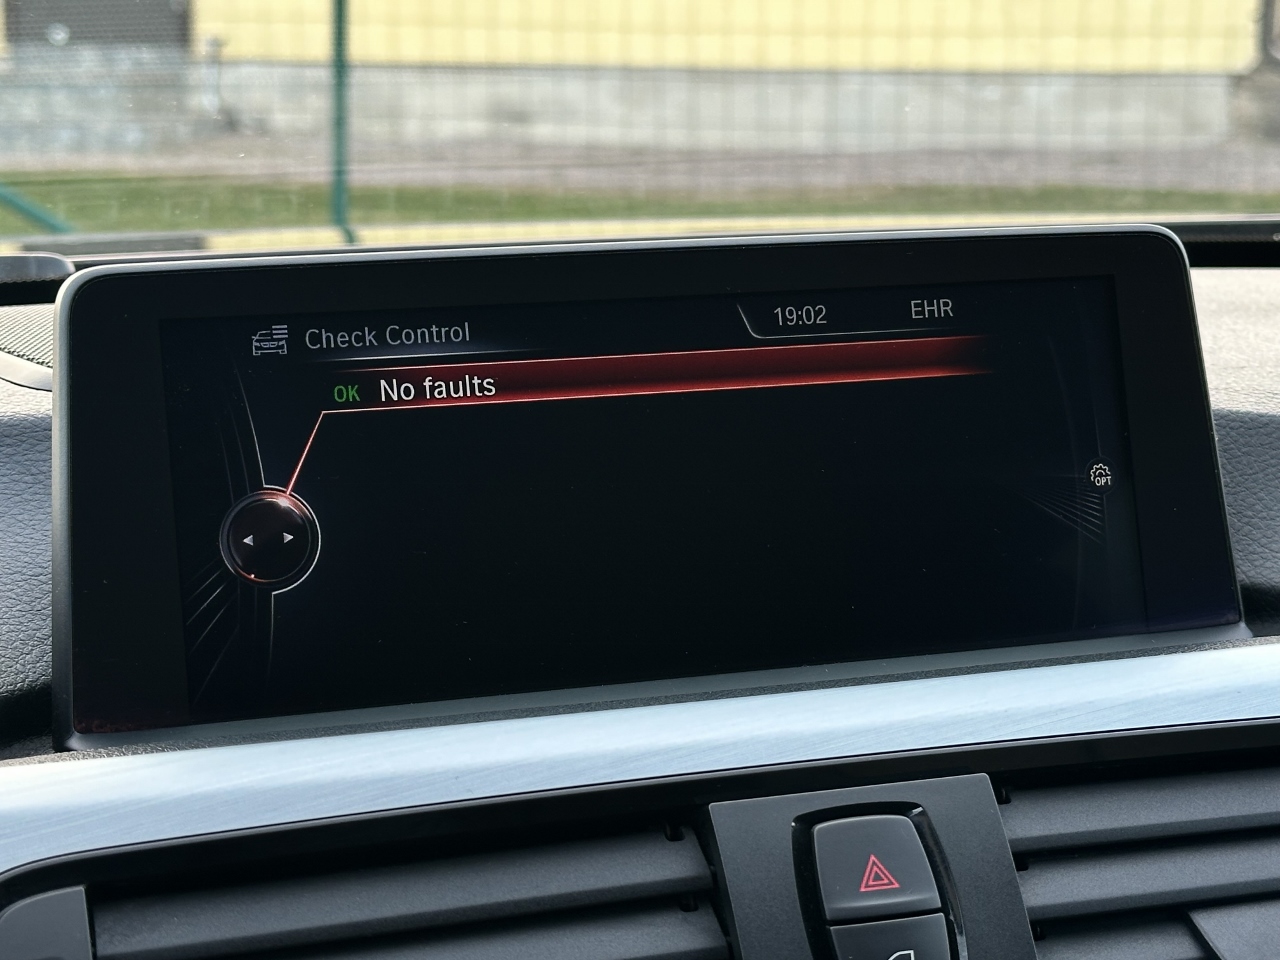 Check Control
19:02
EHR
OK No faults
OPT